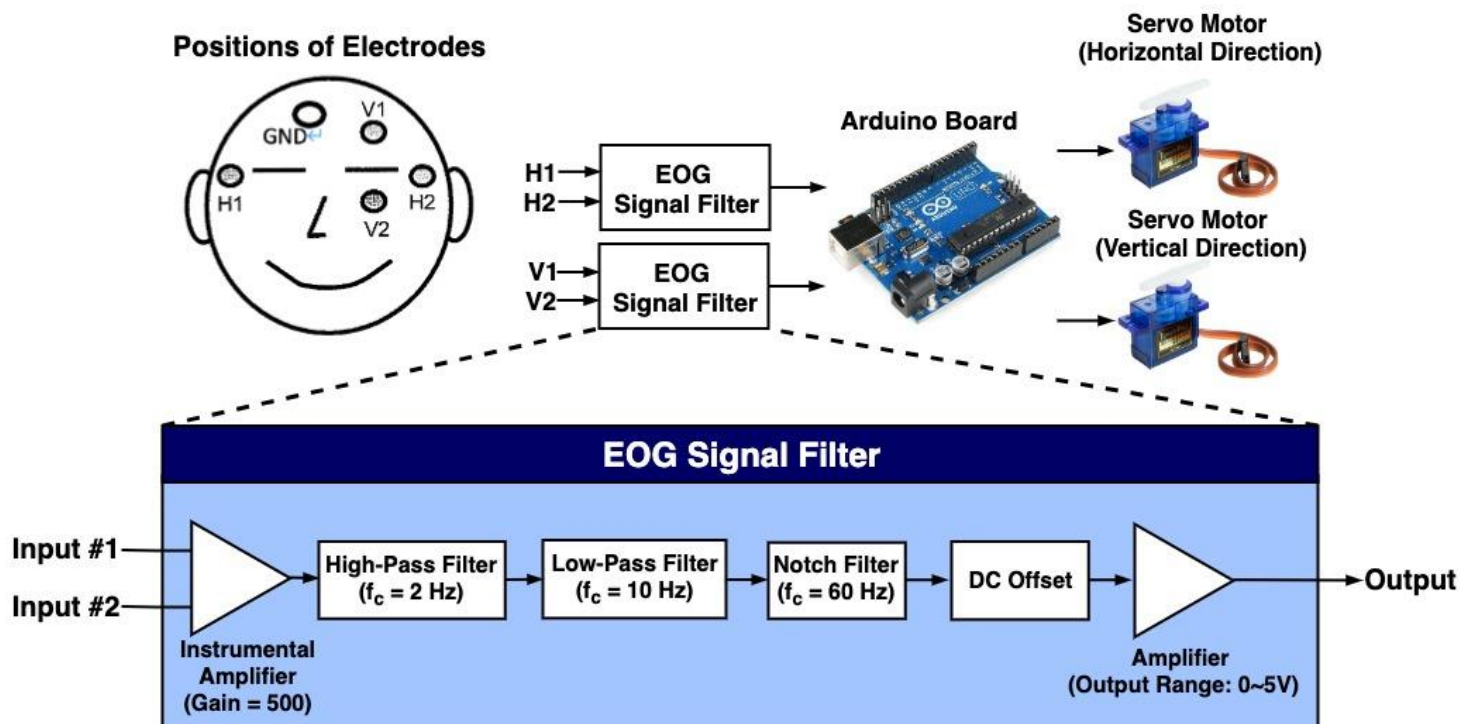 Positions of Electrodes
V1
GND↵
H1
H2
V2
H1
H2
EOG
Signal Filter
V1
V2
EOG
Signal Filter
Arduino Board
UNO
ARDUINO
Servo Motor
(Horizontal Direction)
Servo Motor
(Vertical Direction)
EOG Signal Filter
Input #1
Input #2
Instrumental
Amplifier
(Gain = 500)
High-Pass Filter
(fc = 2 Hz)
Low-Pass Filter
(fc = 10 Hz)
Notch Filter
(fc = 60 Hz)
DC Offset
Amplifier
(Output Range: 0~5V)
Output